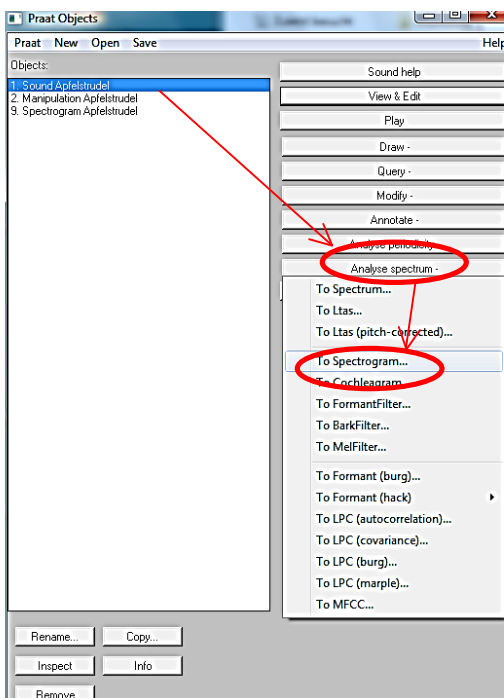 Praat Objects
Praat New Open Save Help
Objects:
1. Sound Apfelstrudel
2. Manipulation Apfelstrudel
9. Spectrogram Apfelstrudel
Sound help
View & Edit
Play
Draw -
Query -
Modify -
Annotate -
Analyse periodicity -
Analyse spectrum -
To Spectrum...
To Ltas...
To Ltas (pitch-corrected)...
To Spectrogram...
To Cochleagram...
To FormantFilter...
To BarkFilter...
To MelFilter...
To Formant (burg)...
To Formant (hack)
To LPC (autocorrelation)...
To LPC (covariance)...
To LPC (burg)...
To LPC (marple)...
To MFCC...
Rename... Copy...
Inspect Info
Remove